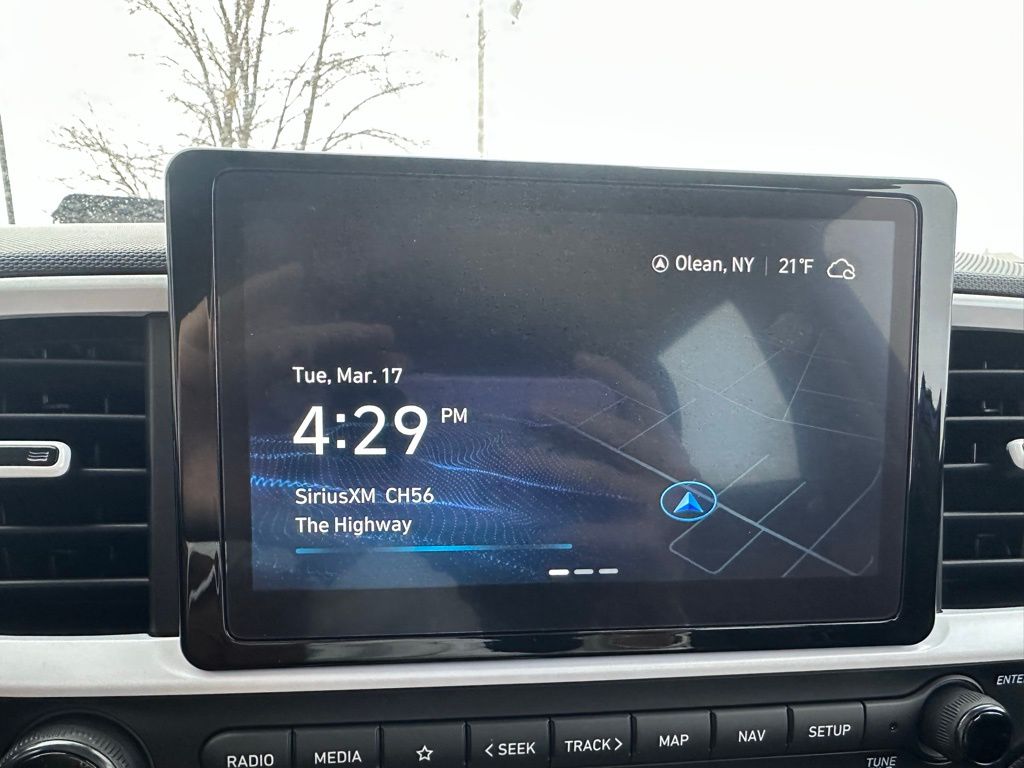 Olean, NY | 21°F
Tue, Mar. 17
4:29 PM
SiriusXM CH56
The Highway
ENTE
RADIO MEDIA < SEEK TRACK > MAP NAV SETUP
TUNE